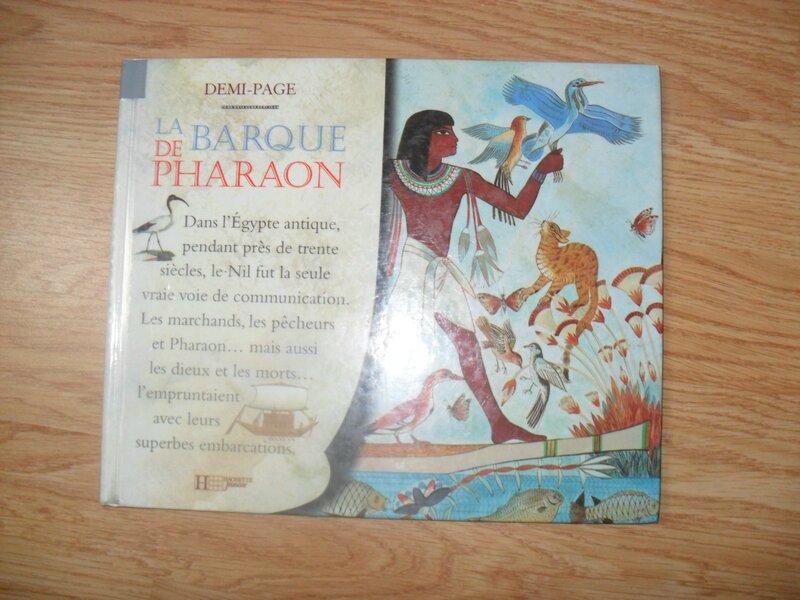 DEMI-PAGE
LA BARQUE
DE PHARAON
Dans l'Égypte antique,
pendant près de trente
siècles, le Nil fut la seule
vraie voie de communication.
Les marchands, les pêcheurs
et Pharaon... mais aussi
les dieux et les morts...
l'empruntaient
avec leurs
superbes embarcations.
H HACHETTE
Jeunesse